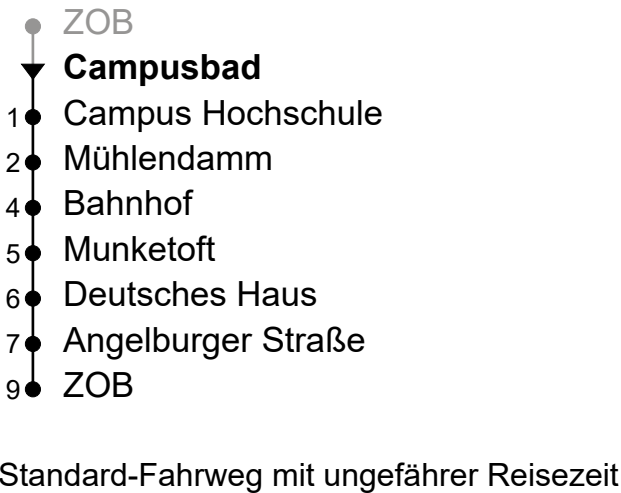 ZOB
Campusbad
1 Campus Hochschule
2 Mühlendamm
4 Bahnhof
5 Munketoft
6 Deutsches Haus
7 Angelburger Straße
9 ZOB
Standard-Fahrweg mit ungefährer Reisezeit